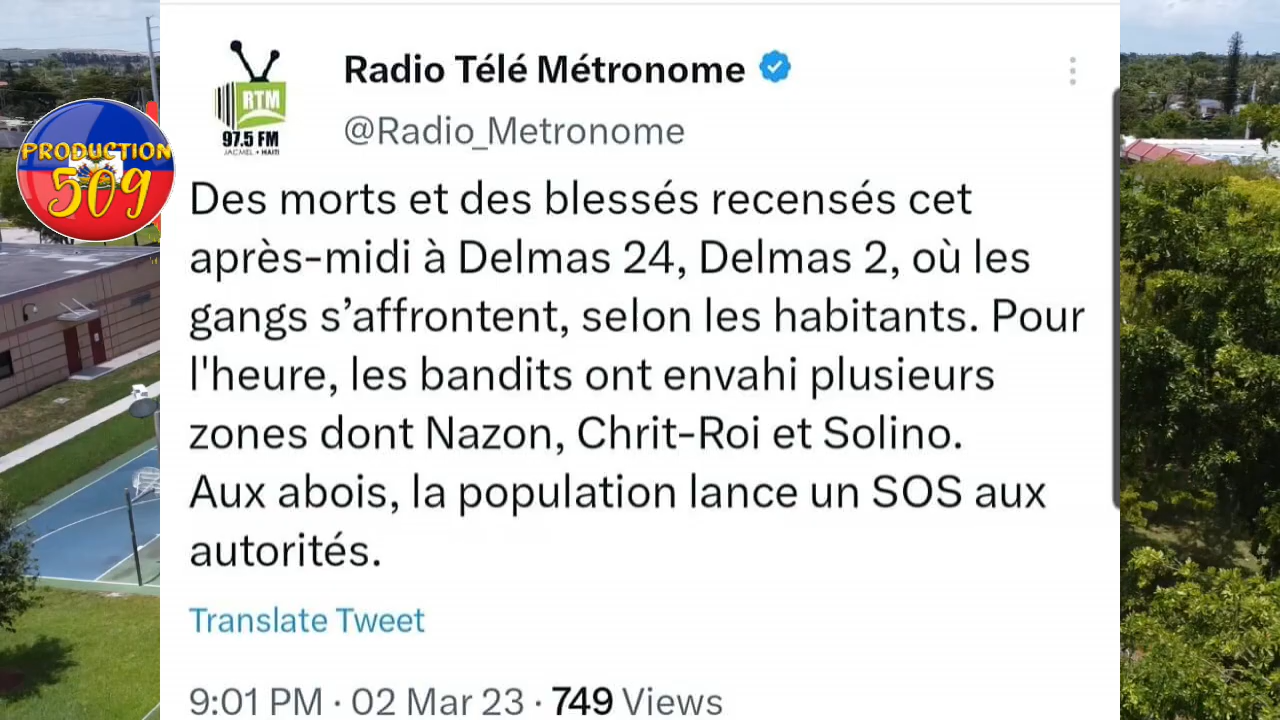 Radio Télé Métronome
@Radio_Metronome
RTM
97.5 FM
JACMEL • HAITI
PRODUCTION
509
Des morts et des blessés recensés cet
après-midi à Delmas 24, Delmas 2, où les
gangs s’affrontent, selon les habitants. Pour
l'heure, les bandits ont envahi plusieurs
zones dont Nazon, Chrit-Roi et Solino.
Aux abois, la population lance un SOS aux
autorités.
Translate Tweet
9:01 PM · 02 Mar 23 · 749 Views